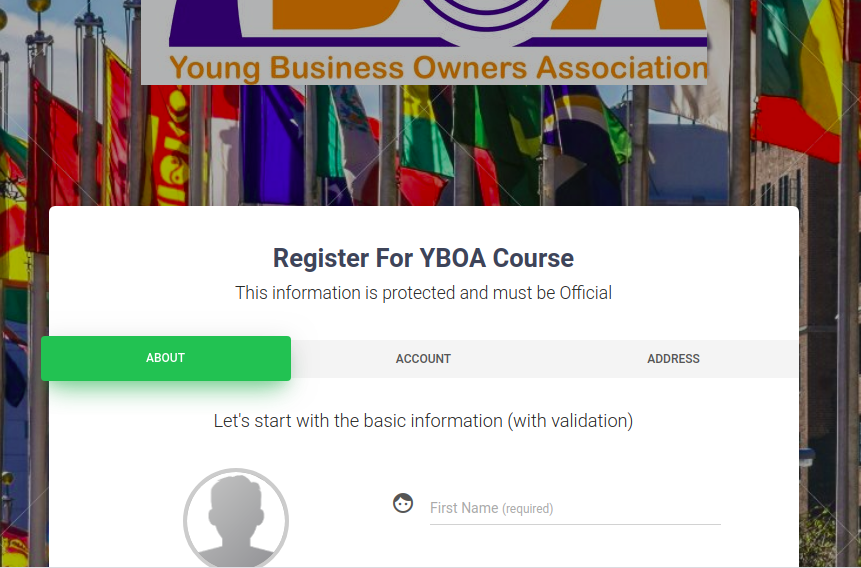 Young Business Owners Association
Register For YBOA Course
This information is protected and must be Official
ABOUT
ACCOUNT
ADDRESS
Let's start with the basic information (with validation)
First Name (required)